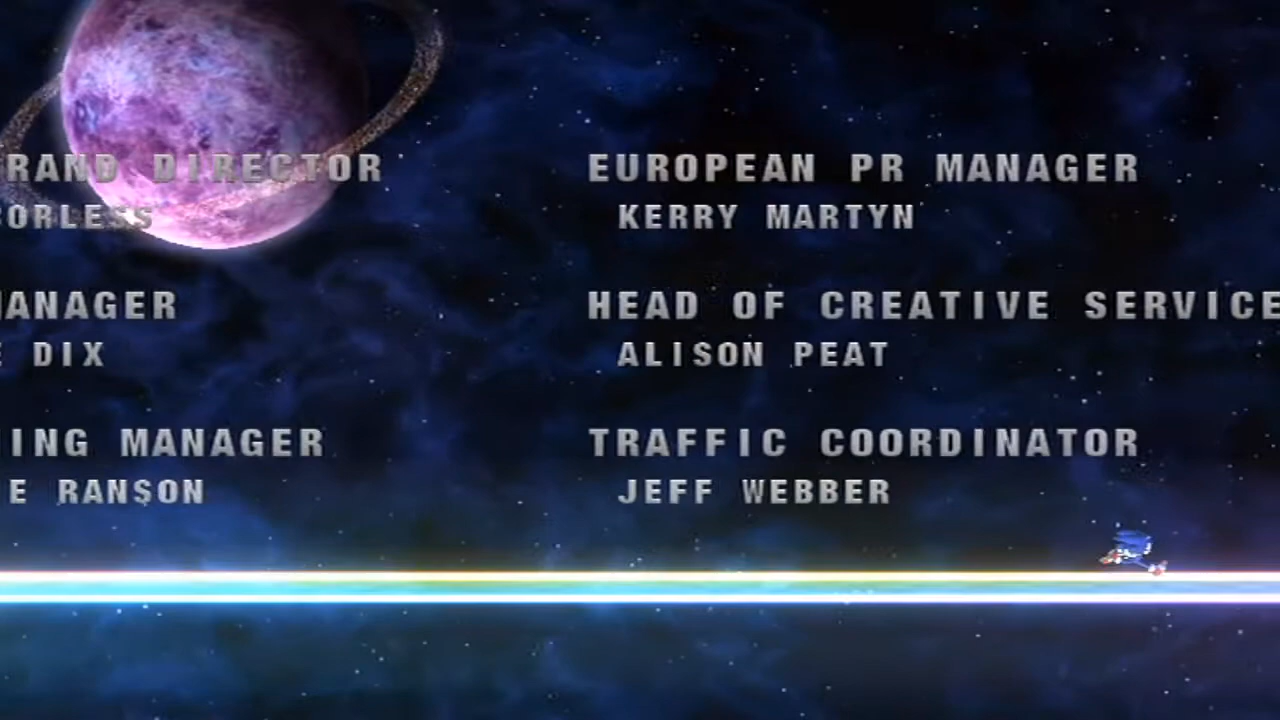 RAND DIRECTOR
ORLESS
MANAGER
E DIX
ING MANAGER
E RANSON
EUROPEAN PR MANAGER
KERRY MARTYN
HEAD OF CREATIVE SERVICE
ALISON PEAT
TRAFFIC COORDINATOR
JEFF WEBBER